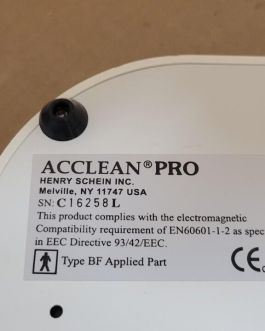 ACCLEAN® PRO
HENRY SCHEIN INC.
Melville, NY 11747 USA
SN: C16258L
This product complies with the electromagnetic
Compatibility requirement of EN60601-1-2 as spec
in EEC Directive 93/42/EEC.
Type BF Applied Part
CE